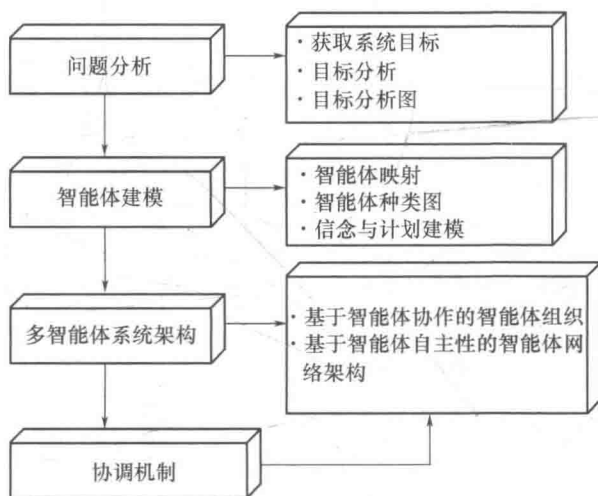 问题分析
· 获取系统目标
· 目标分析
· 目标分析图
智能体建模
· 智能体映射
· 智能体种类图
· 信念与计划建模
多智能体系统架构
· 基于智能体协作的智能体组织
· 基于智能体自主性的智能体网
络架构
协调机制